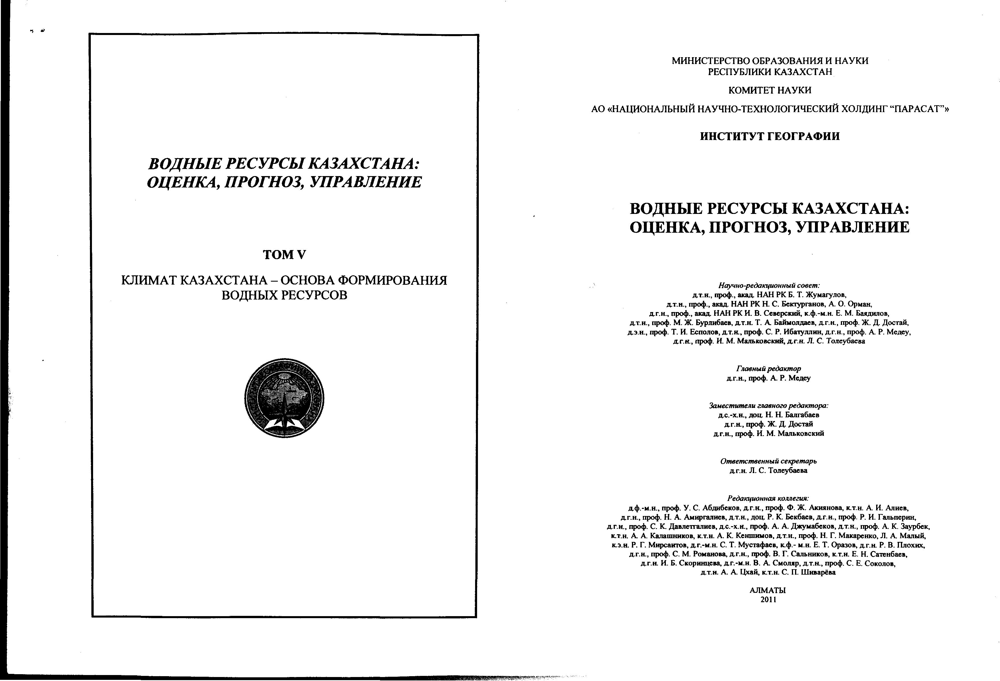 ВОДНЫЕ РЕСУРСЫ КАЗАХСТАНА:
ОЦЕНКА, ПРОГНОЗ, УПРАВЛЕНИЕ
ТОМ V
КЛИМАТ КАЗАХСТАНА – ОСНОВА ФОРМИРОВАНИЯ
ВОДНЫХ РЕСУРСОВ
МИНИСТЕРСТВО ОБРАЗОВАНИЯ И НАУКИ
РЕСПУБЛИКИ КАЗАХСТАН
КОМИТЕТ НАУКИ
АО «НАЦИОНАЛЬНЫЙ НАУЧНО-ТЕХНОЛОГИЧЕСКИЙ ХОЛДИНГ “ПАРАСАТ”»
ИНСТИТУТ ГЕОГРАФИИ
ВОДНЫЕ РЕСУРСЫ КАЗАХСТАНА:
ОЦЕНКА, ПРОГНОЗ, УПРАВЛЕНИЕ
Научно-редакционный совет:
д.т.н., проф., акад. НАН РК Б. Т. Жумагулов,
д.т.н., проф., акад. НАН РК Н. С. Бектурганов, А. О. Орман,
д.г.н., проф., акад. НАН РК И. В. Северский, к.ф.-м.н. Е. М. Баядилов,
д.т.н., проф. М. Ж. Бурлибаев, д.т.н. Т. А. Баймолдаев, д.г.н., проф. Ж. Д. Достай,
д.э.н., проф. Т. И. Есполов, д.т.н., проф. С. Р. Ибатуллин, д.г.н., проф. А. Р. Медеу,
д.г.н., проф. И. М. Мальковский, д.г.н. Л. С. Толеубаева
Главный редактор
д.г.н., проф. А. Р. Медеу
Заместители главного редактора:
д.с.-х.н., доц. Н. Н. Балгабаев
д.г.н., проф. Ж. Д. Достай
д.г.н., проф. И. М. Мальковский
Ответственный секретарь
д.г.н. Л. С. Толеубаева
Редакционная коллегия:
д.ф.-м.н., проф. У. С. Абдибеков, д.г.н., проф. Ф. Ж. Акиянова, к.т.н. А. И. Алиев,
д.г.н., проф. Н. А. Амиргалиев, д.т.н., доц. Р. К. Бекбаев, д.г.н., проф. Р. И. Гальперин,
д.г.н., проф. С. К. Давлетгалиев, д.с.-х.н., проф. А. А. Джумабеков, д.т.н., проф. А. К. Заурбек,
к.т.н. А. А. Калашников, к.т.н. А. К. Кеншимов, д.т.н., проф. Н. Г. Макаренко, Л. А. Малый,
к.э.н. Р. Г. Мирсаитов, д.г.-м.н. С. Т. Мустафаев, к.ф.- м.н. Е. Т. Оразов, д.г.н. Р. В. Плохих,
д.г.н., проф. С. М. Романова, д.г.н., проф. В. Г. Сальников, к.т.н. Е. Н. Сатенбаев,
д.г.н. И. Б. Скоринцева, д.г.-м.н. В. А. Смоляр, д.т.н., проф. С. Е. Соколов,
д.т.н. А. А. Цхай, к.т.н. С. П. Шиварёва
АЛМАТЫ
2011